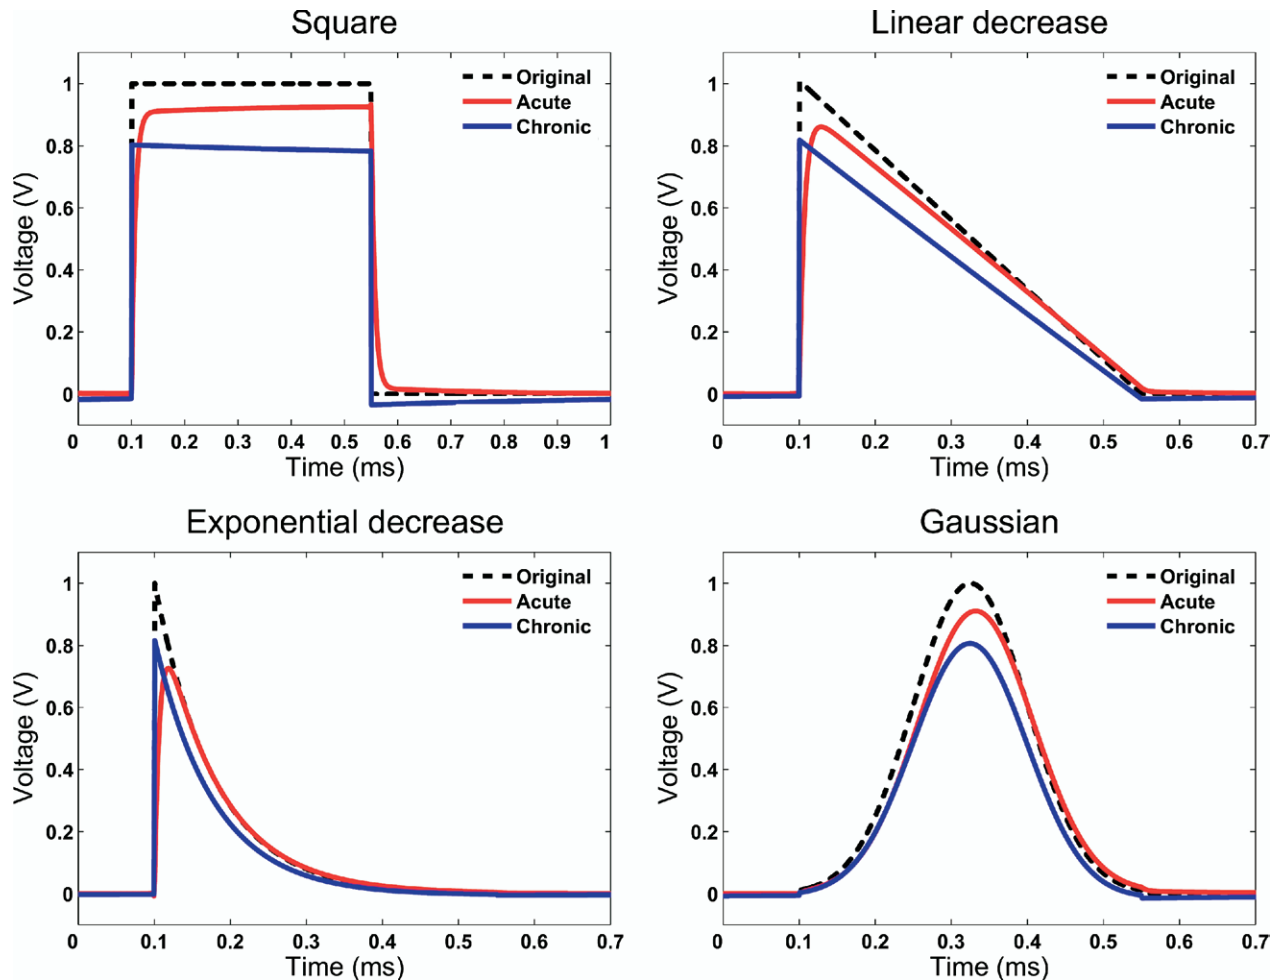 Square
Original
Acute
Chronic
Voltage (V)
1
0.8
0.6
0.4
0.2
0
0 0.1 0.2 0.3 0.4 0.5 0.6 0.7 0.8 0.9 1
Time (ms)
Linear decrease
Original
Acute
Chronic
Voltage (V)
1
0.8
0.6
0.4
0.2
0
0 0.1 0.2 0.3 0.4 0.5 0.6 0.7
Time (ms)
Exponential decrease
Original
Acute
Chronic
Voltage (V)
1
0.8
0.6
0.4
0.2
0
0 0.1 0.2 0.3 0.4 0.5 0.6 0.7
Time (ms)
Gaussian
Original
Acute
Chronic
Voltage (V)
1
0.8
0.6
0.4
0.2
0
0 0.1 0.2 0.3 0.4 0.5 0.6 0.7
Time (ms)